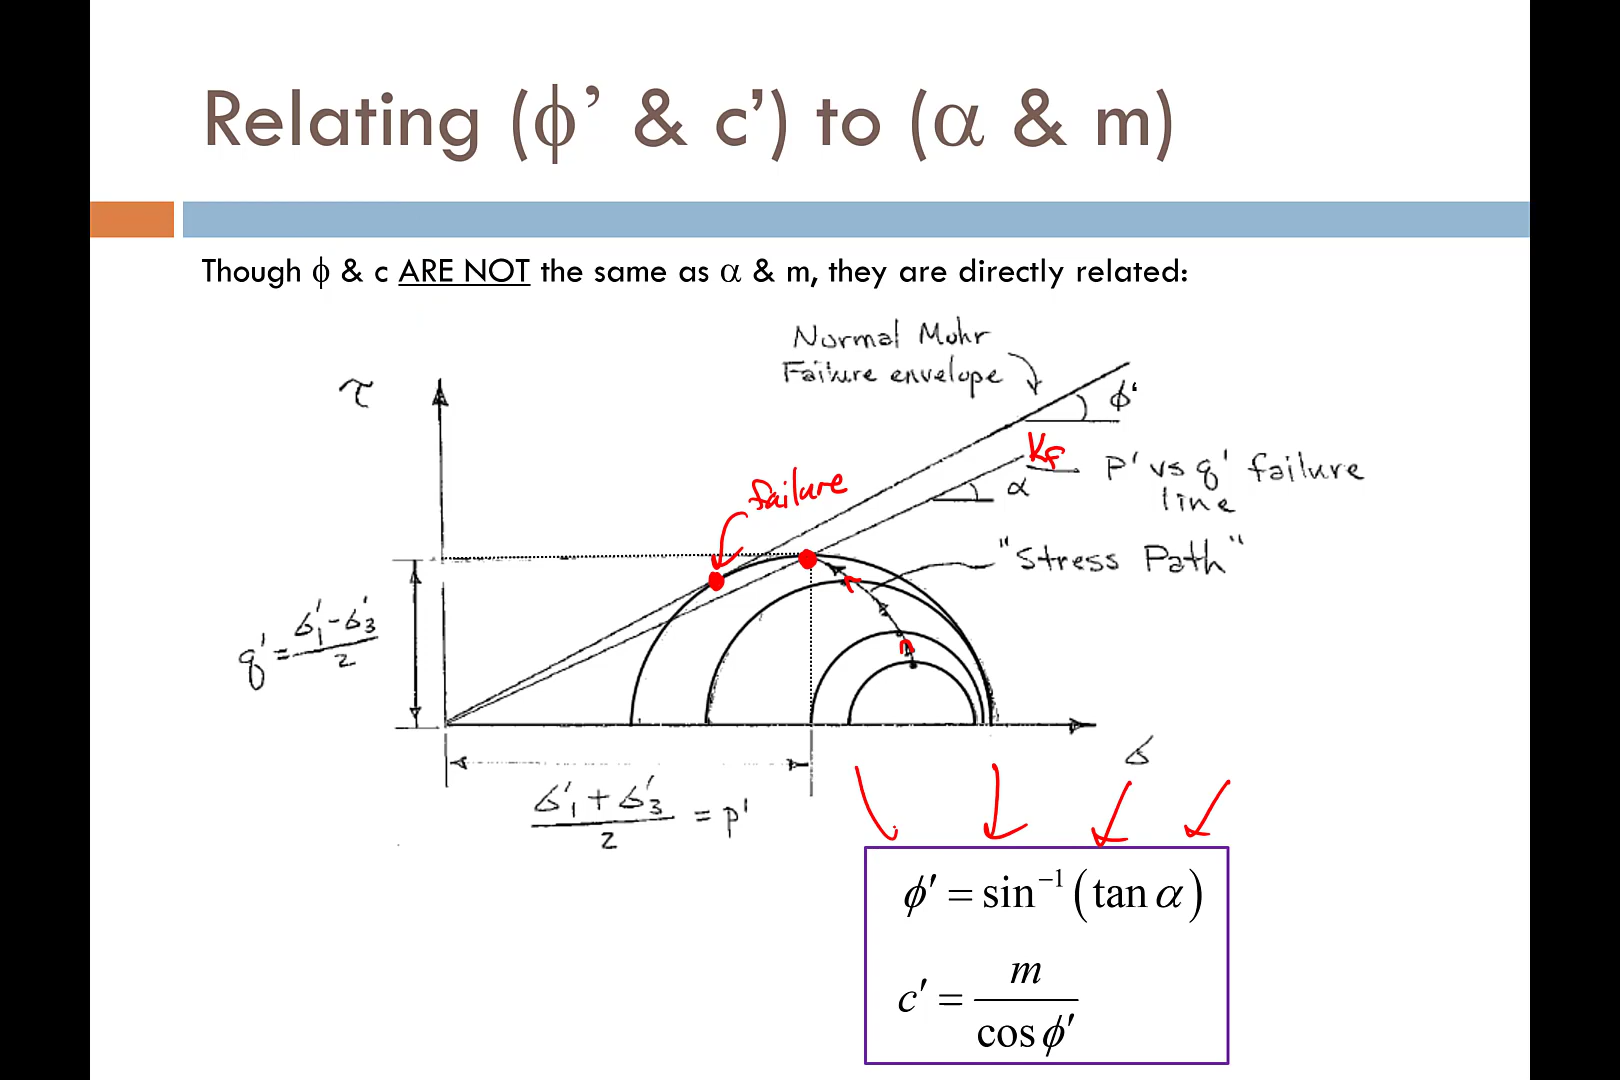 Relating (ϕ’ & c’) to (α & m)
Though ϕ & c ARE NOT the same as α & m, they are directly related:
Normal Mohr
Failure envelope
τ
ϕ'
Kf
p' vs q' failure
line
α
failure
"Stress Path"
q' = σ'1 - σ'3 / 2
σ
σ'1 + σ'3 / 2 = p'
ϕ′ = sin⁻¹(tan α)
c′ = m / cos ϕ′